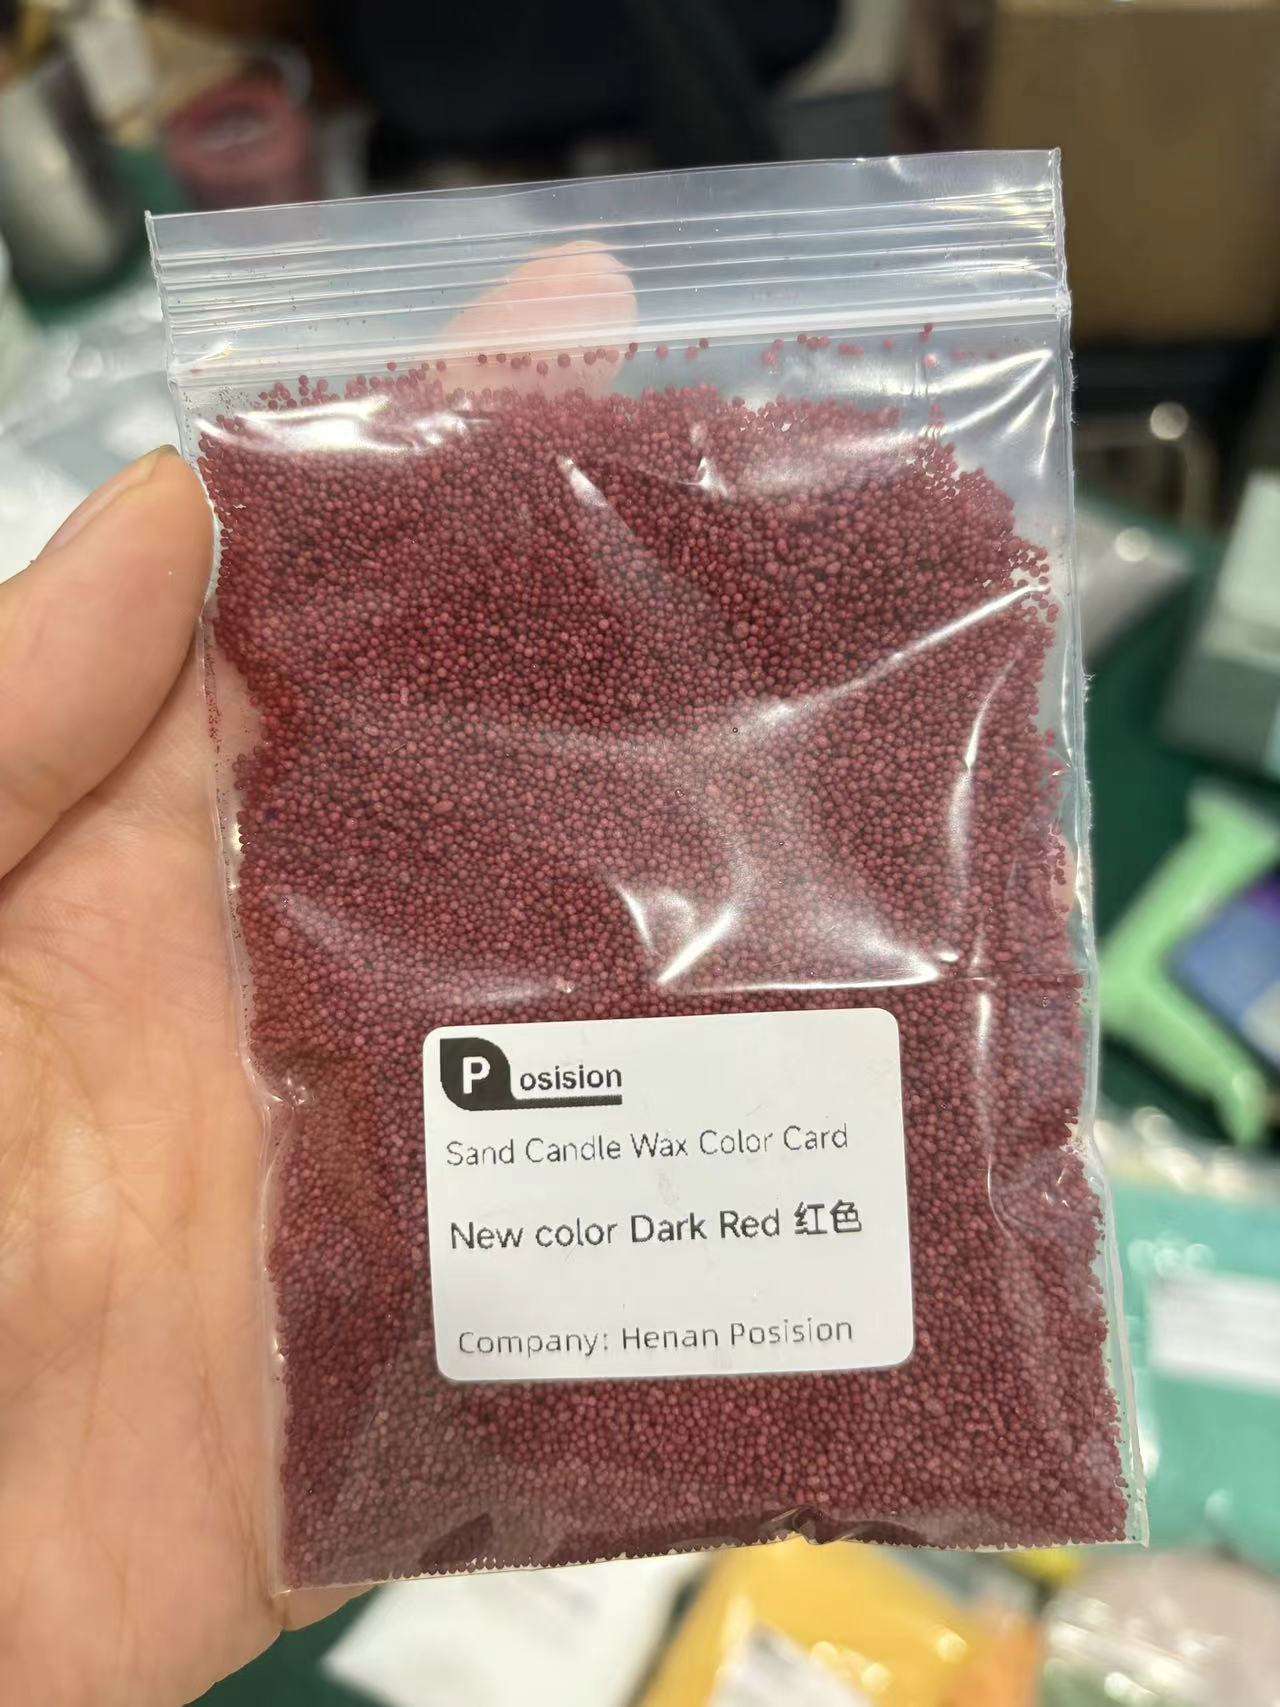 Posision
Sand Candle Wax Color Card
New color Dark Red 红色
Company: Henan Posision